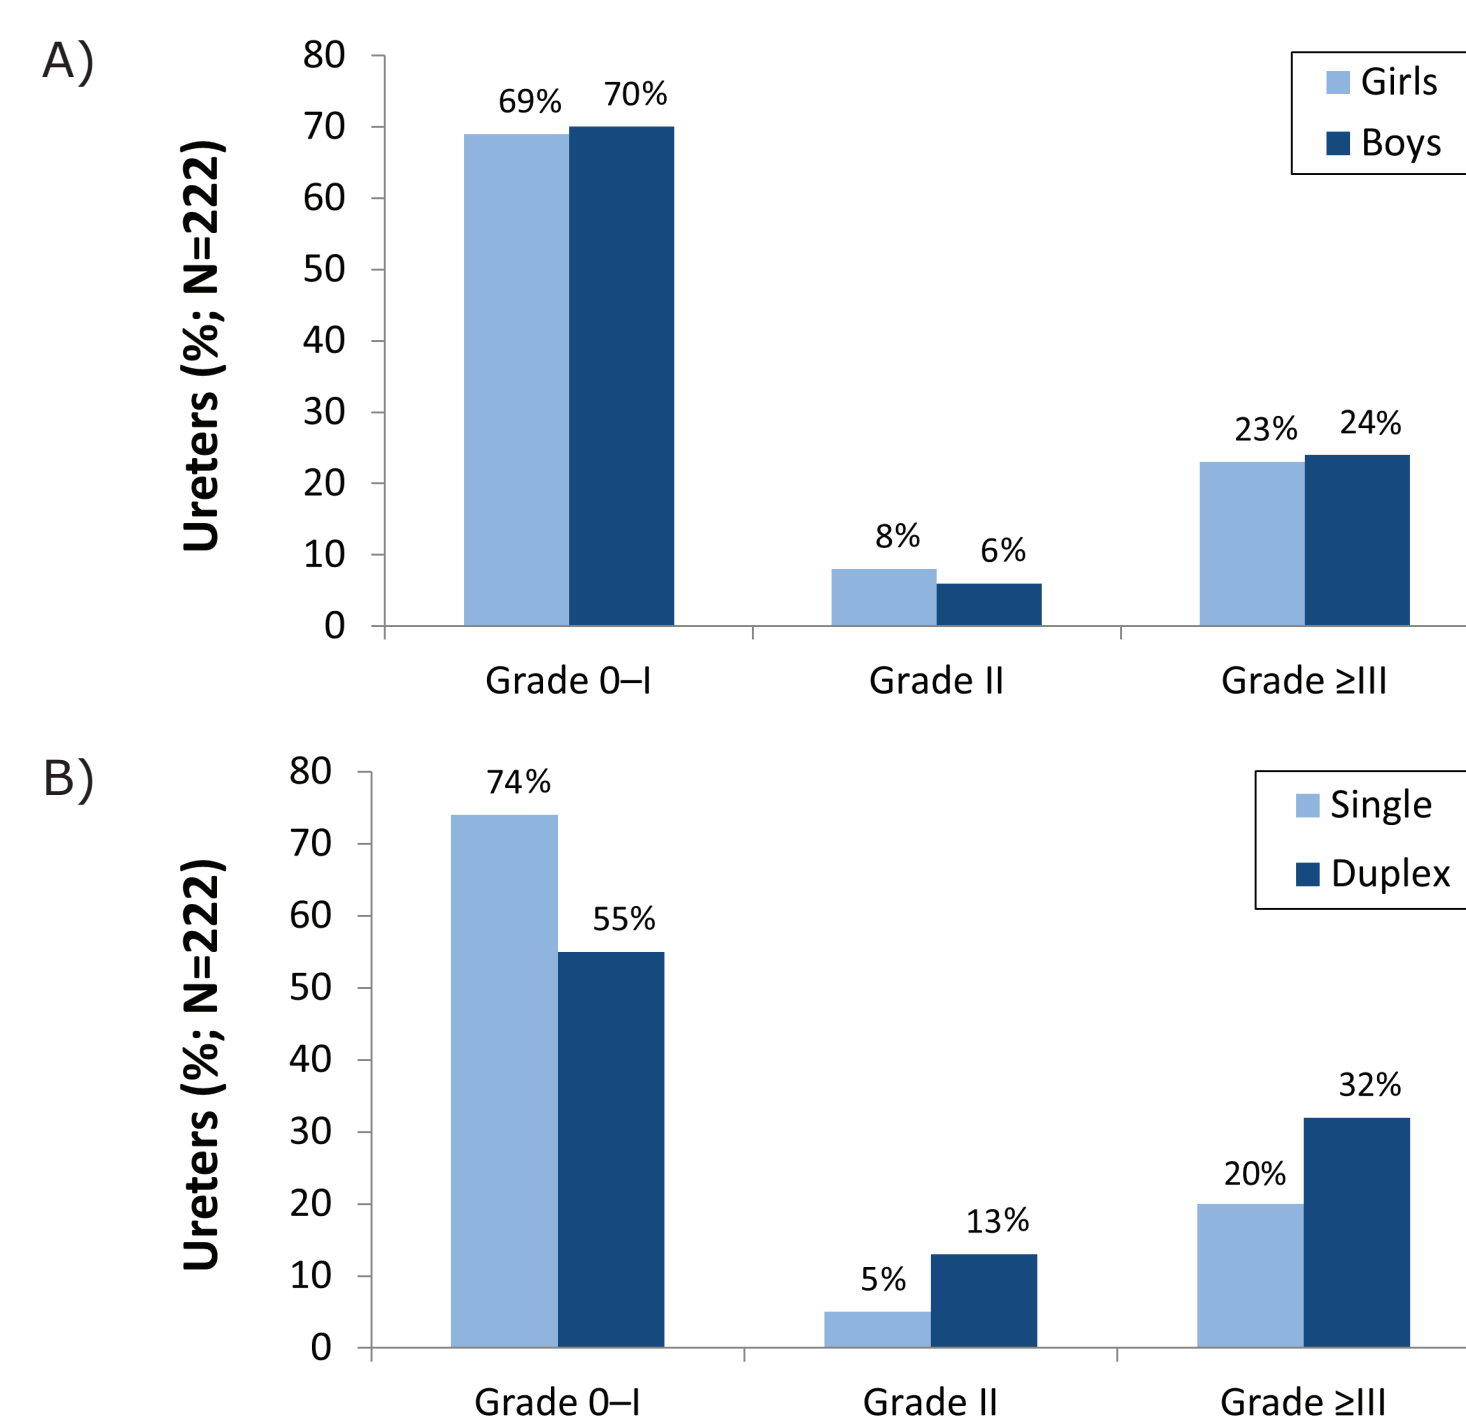 A)
Ureters (%; N=222)
80
70
60
50
40
30
20
10
0
69%
70%
8%
6%
23%
24%
Girls
Boys
Grade 0–I
Grade II
Grade ≥III
B)
Ureters (%; N=222)
80
70
60
50
40
30
20
10
0
74%
55%
5%
13%
20%
32%
Single
Duplex
Grade 0–I
Grade II
Grade ≥III